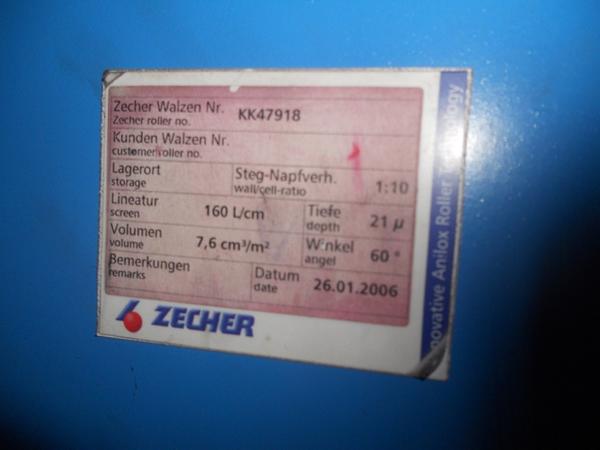 Zecher Walzen Nr. KK47918
Zecher roller no.
Kunden Walzen Nr.
customer roller no.
Lagerort Steg-Napfverh. 1:10
storage wall/cell-ratio
Lineatur 160 L/cm Tiefe 21 µ
screen depth
Volumen 7,6 cm³/m² Winkel 60 °
volume angel
Bemerkungen Datum 26.01.2006
remarks date
ZECHER
Anilox Roller